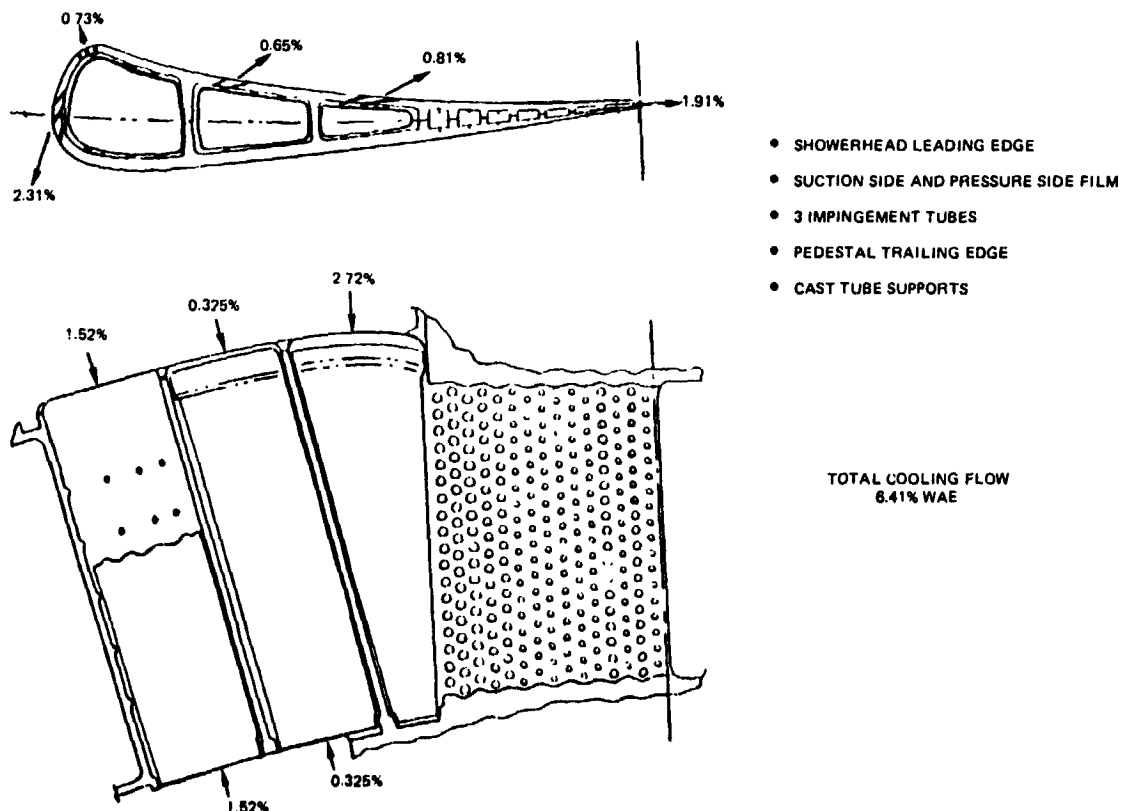 0 73%
0.65%
0.81%
1.91%
2.31%
• SHOWERHEAD LEADING EDGE
• SUCTION SIDE AND PRESSURE SIDE FILM
• 3 IMPINGEMENT TUBES
• PEDESTAL TRAILING EDGE
• CAST TUBE SUPPORTS
2 72%
0.325%
1.52%
TOTAL COOLING FLOW
6.41% WAE
0.325%
1.52%